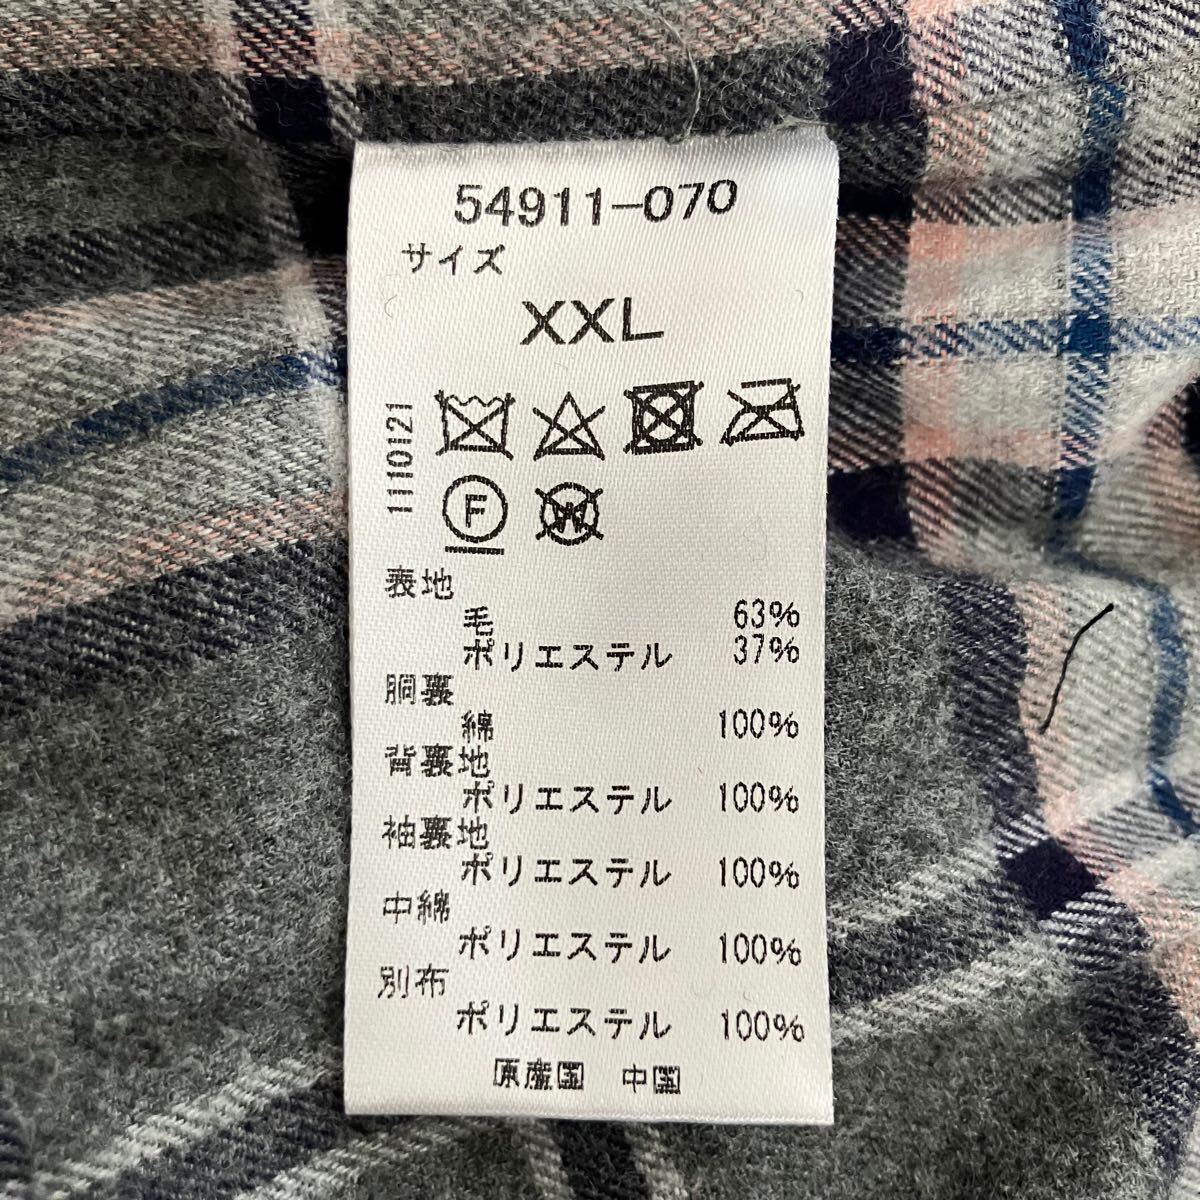 54911-070
サイズ
XXL
1110121
F
W
表地
毛 63%
ポリエステル 37%
胴裏
綿 100%
背裏地
ポリエステル 100%
袖裏地
ポリエステル 100%
中綿
ポリエステル 100%
別布
ポリエステル 100%
原産国 中国